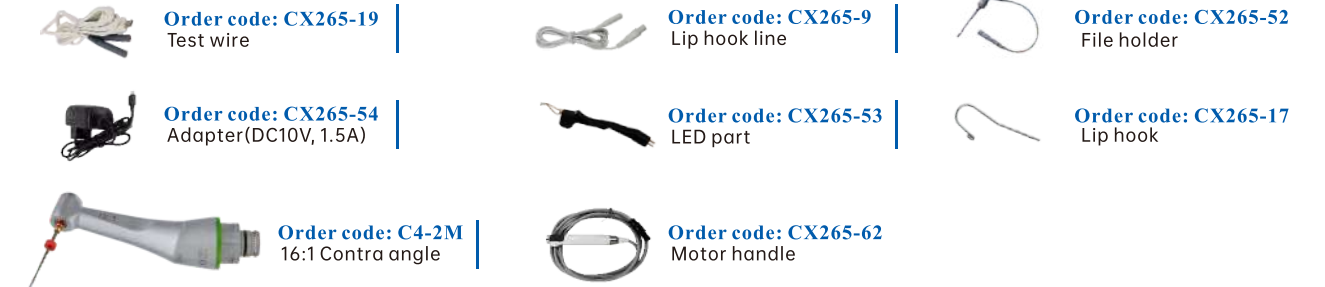 Order code: CX265-19
Test wire
Order code: CX265-9
Lip hook line
Order code: CX265-52
File holder
Order code: CX265-54
Adapter(DC10V, 1.5A)
Order code: CX265-53
LED part
Order code: CX265-17
Lip hook
Order code: C4-2M
16:1 Contra angle
Order code: CX265-62
Motor handle